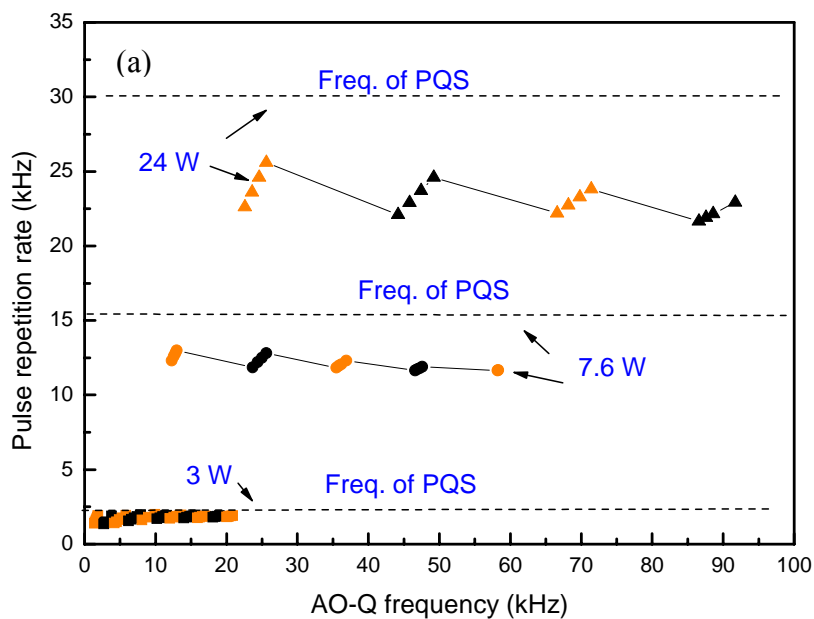 (a)
Freq. of PQS
24 W
Freq. of PQS
7.6 W
3 W
Freq. of PQS
35
30
25
20
15
10
5
0
0 10 20 30 40 50 60 70 80 90 100
Pulse repetition rate (kHz)
AO-Q frequency (kHz)